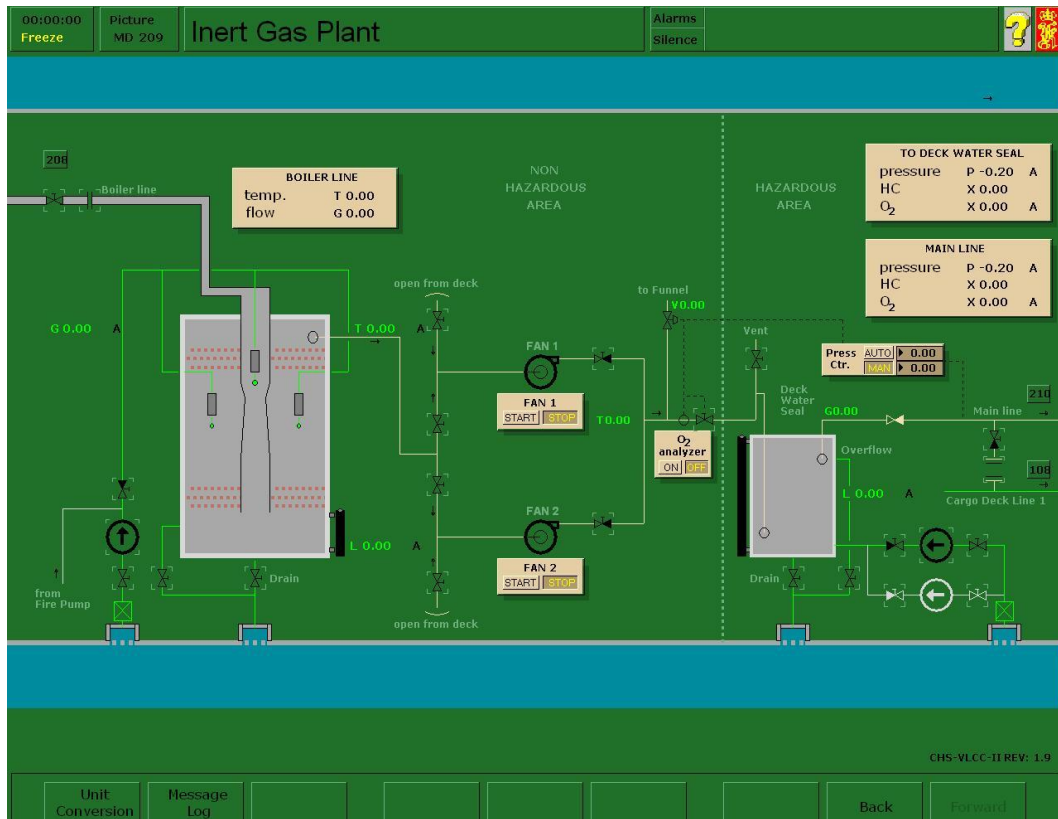 00:00:00
Freeze
Picture
MD 209
Inert Gas Plant
Alarms
Silence
?
208
Boiler line
BOILER LINE
temp. T 0.00
flow G 0.00
NON
HAZARDOUS
AREA
HAZARDOUS
AREA
TO DECK WATER SEAL
pressure P -0.20 A
HC X 0.00
O2 X 0.00 A
MAIN LINE
pressure P -0.20 A
HC X 0.00
O2 X 0.00 A
open from deck
to Funnel
V0.00
Vent
G 0.00 A
T 0.00 A
FAN 1
FAN 1
START STOP
T0.00
O2
analyzer
ON OFF
Press
Ctr.
AUTO 0.00
MAN 0.00
Deck
Water
Seal
G0.00
210
Main line
Overflow
108
Cargo Deck Line 1
L 0.00 A
FAN 2
FAN 2
START STOP
L 0.00 A
from
Fire Pump
Drain
Drain
open from deck
CHS-VLCC-II REV: 1.9
Unit
Conversion
Message
Log
Back
Forward